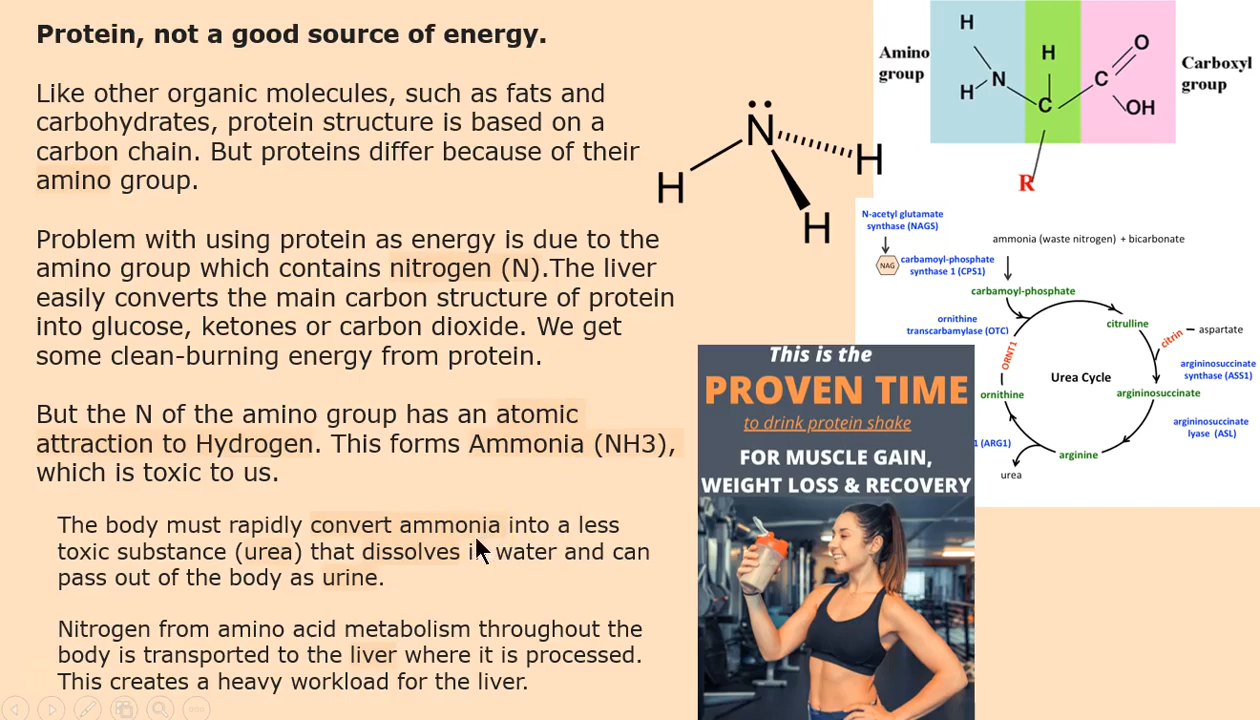 Protein, not a good source of energy.
Like other organic molecules, such as fats and
carbohydrates, protein structure is based on a
carbon chain. But proteins differ because of their
amino group.
Problem with using protein as energy is due to the
amino group which contains nitrogen (N).The liver
easily converts the main carbon structure of protein
into glucose, ketones or carbon dioxide. We get
some clean-burning energy from protein.
But the N of the amino group has an atomic
attraction to Hydrogen. This forms Ammonia (NH3),
which is toxic to us.
The body must rapidly convert ammonia into a less
toxic substance (urea) that dissolves in water and can
pass out of the body as urine.
Nitrogen from amino acid metabolism throughout the
body is transported to the liver where it is processed.
This creates a heavy workload for the liver.
N
H
H
H
Amino
group
H
H
N
H
C
R
C
O
OH
Carboxyl
group
N-acetyl glutamate
synthase (NAGS)
NAG
ammonia (waste nitrogen) + bicarbonate
carbamoyl-phosphate
synthase 1 (CPS1)
carbamoyl-phosphate
ornithine
transcarbamylase (OTC)
ORNT1
citrulline
citrin
aspartate
argininosuccinate
synthase (ASS1)
Urea Cycle
ornithine
argininosuccinate
argininosuccinate
lyase (ASL)
1 (ARG1)
arginine
urea
This is the
PROVEN TIME
to drink protein shake
FOR MUSCLE GAIN,
WEIGHT LOSS & RECOVERY